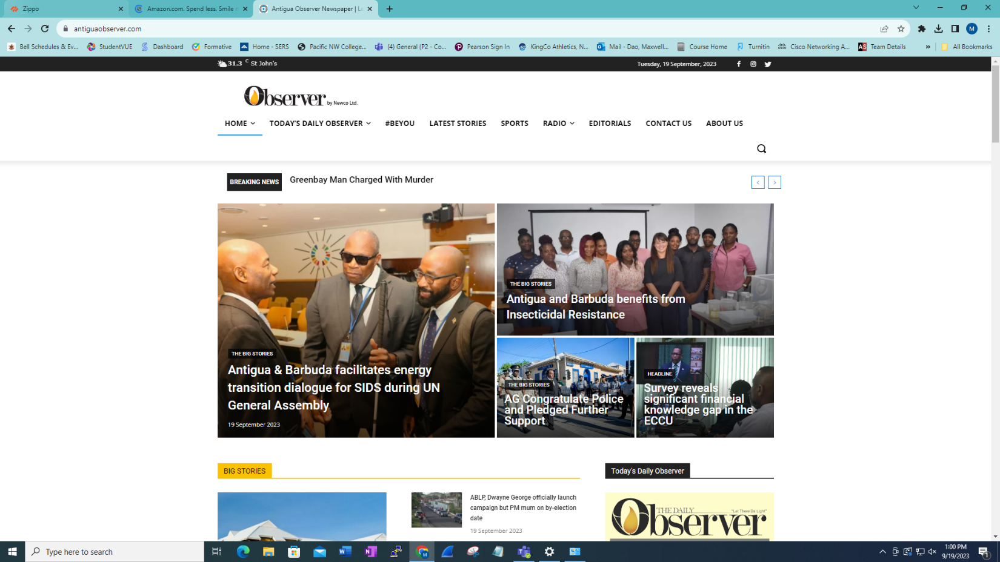 Zippo
Amazon.com. Spend less. Smile
Antigua Observer Newspaper | Le
antiguaobserver.com
M
Bell Schedules & Ev...
StudentVUE
Dashboard
Formative
Home - SERS
Pacific NW College...
(4) General (P2 - Co...
Pearson Sign In
KingCo Athletics, N...
Mail - Dao, Maxwell...
Course Home
Turnitin
Cisco Networking A...
Team Details
»
All Bookmarks
31.3 C St John's
Tuesday, 19 September, 2023
Observer by Newco Ltd.
HOME
TODAY'S DAILY OBSERVER
#BEYOU
LATEST STORIES
SPORTS
RADIO
EDITORIALS
CONTACT US
ABOUT US
BREAKING NEWS
Greenbay Man Charged With Murder
THE BIG STORIES
Antigua & Barbuda facilitates energy
transition dialogue for SIDS during UN
General Assembly
19 September 2023
THE BIG STORIES
Antigua and Barbuda benefits from
Insecticidal Resistance
THE BIG STORIES
AG Congratulate Police
and Pledged Further
Support
HEADLINE
Survey reveals
significant financial
knowledge gap in the
ECCU
BIG STORIES
ABLP, Dwayne George officially launch
campaign but PM mum on by-election
date
19 September 2023
Today's Daily Observer
THE DAILY
"Let There Be Light"
Observer
Type here to search
1:00 PM
9/19/2023
1